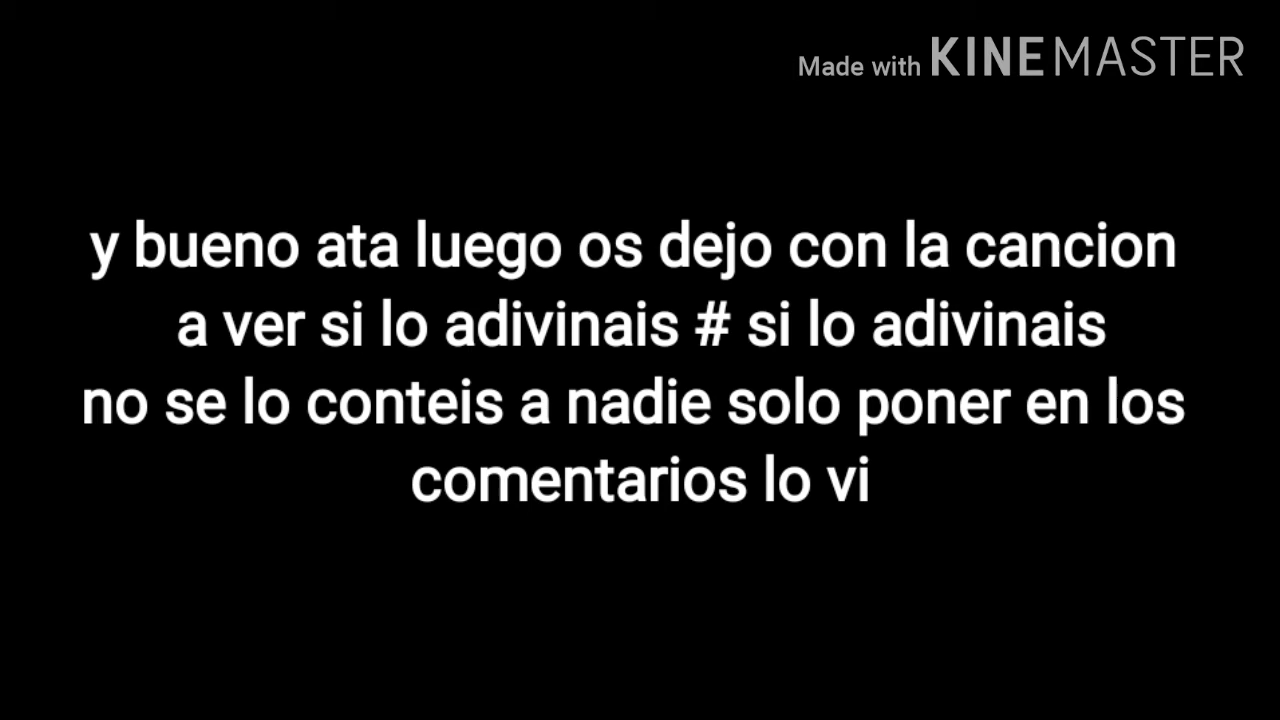 Made with KINEMASTER
y bueno ata luego os dejo con la cancion
a ver si lo adivinais # si lo adivinais
no se lo conteis a nadie solo poner en los
comentarios lo vi